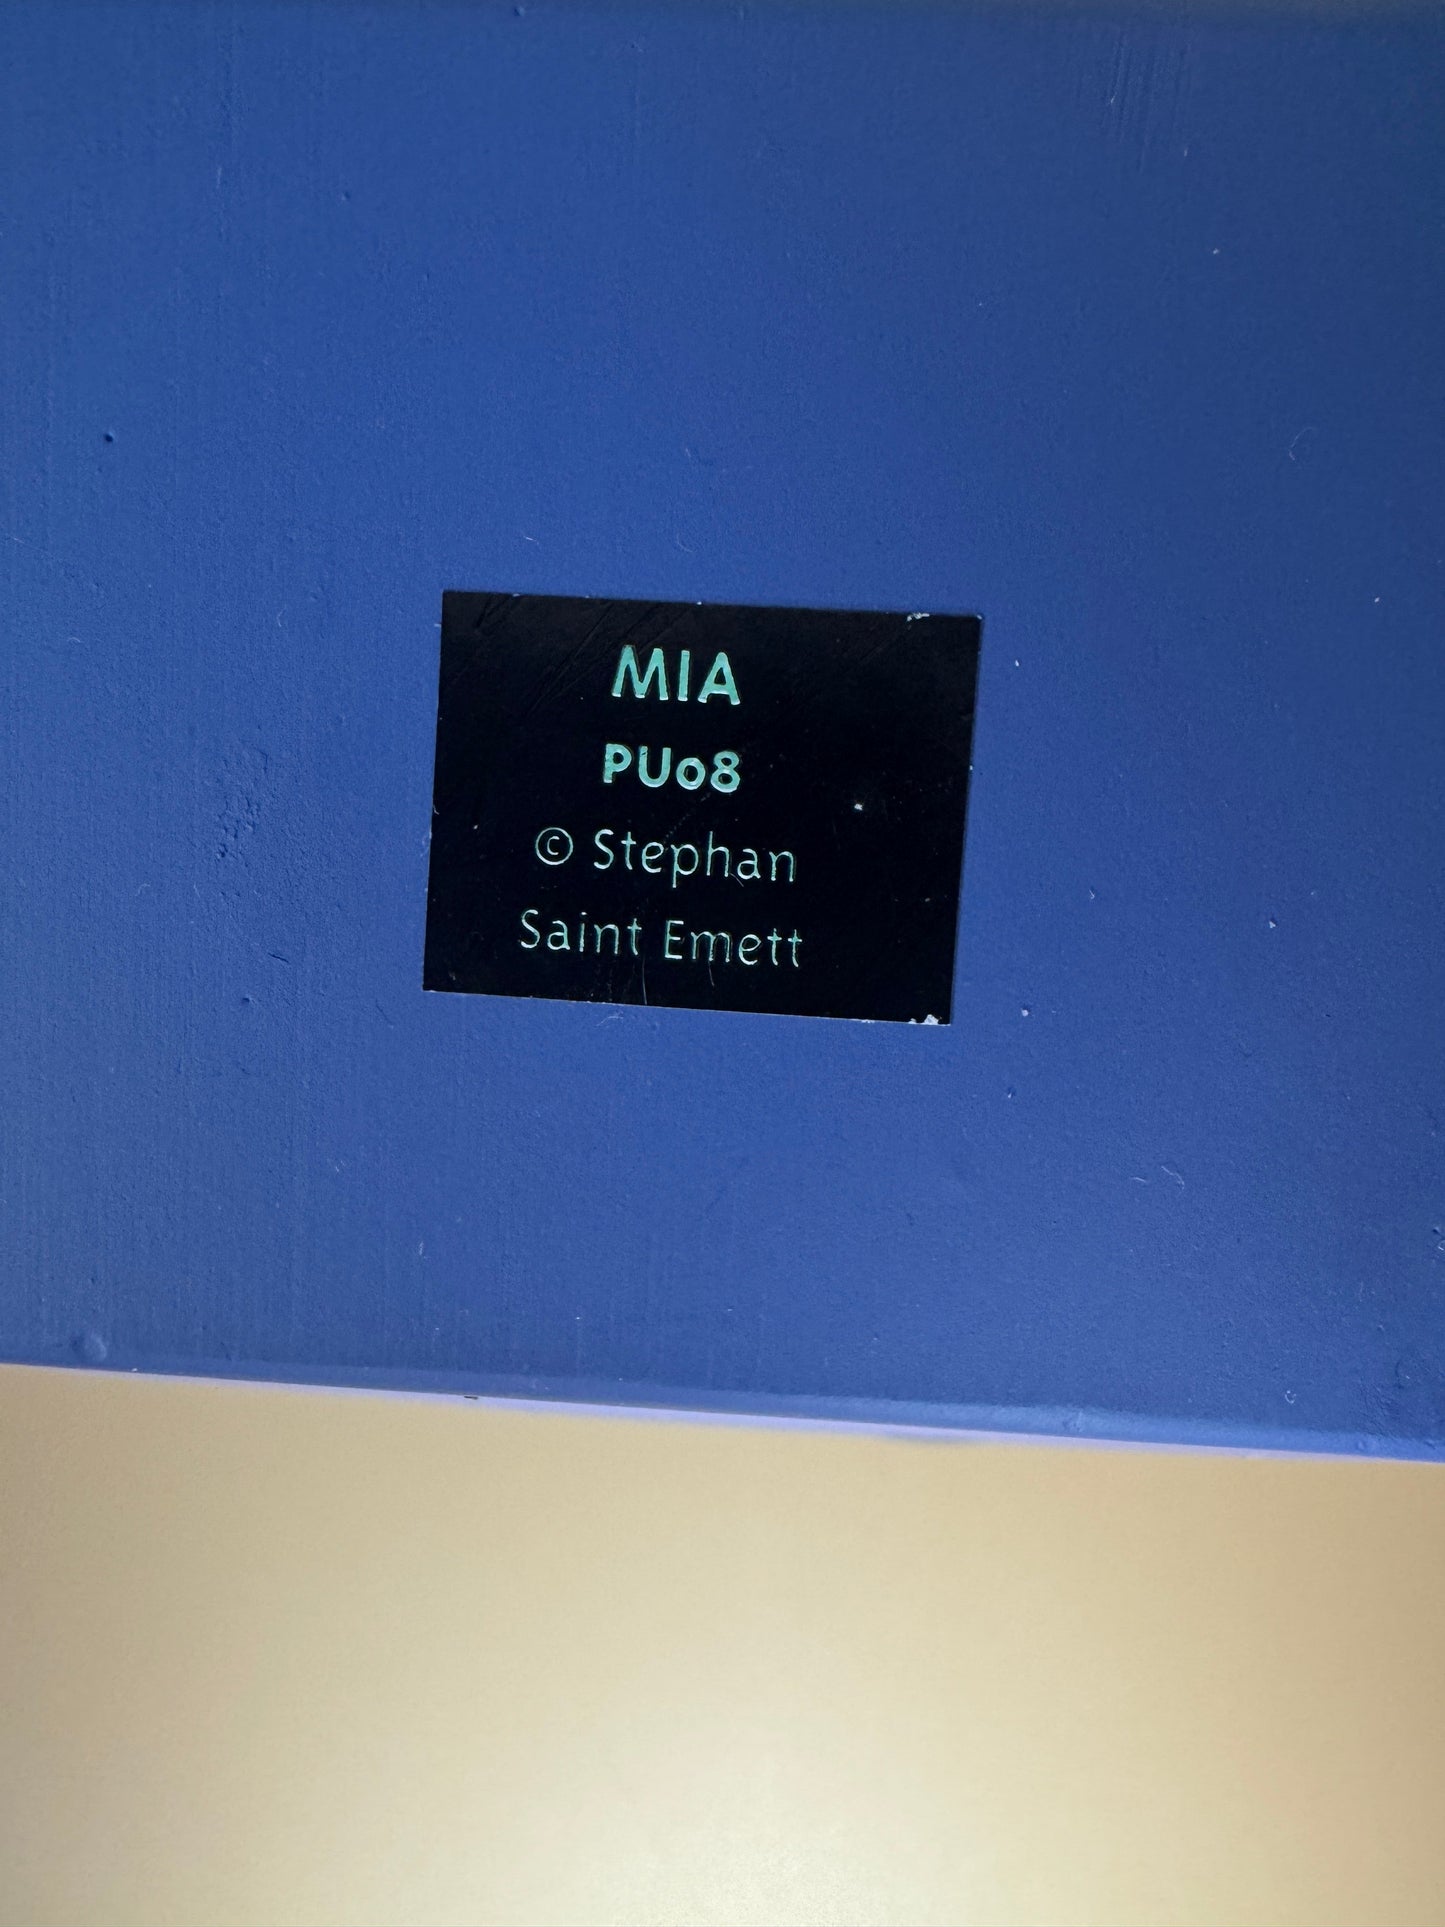 MIA
PU08
© Stephan
Saint Emett